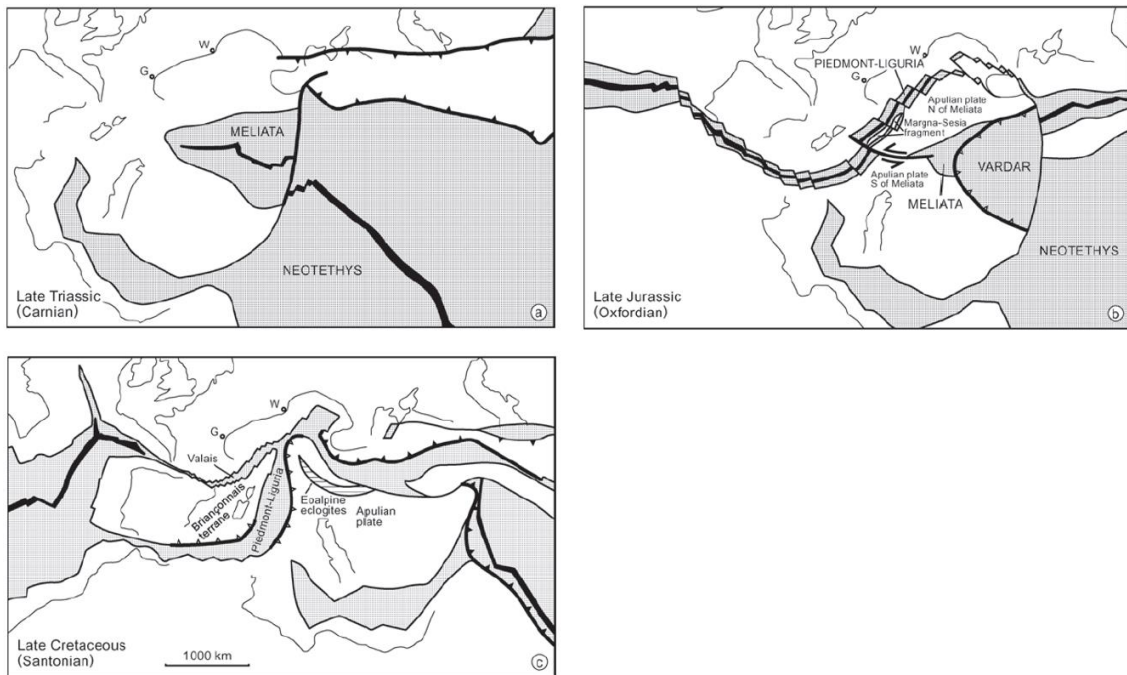 W
G
MELIATA
NEOTETHYS
Late Triassic
(Carnian)
a
W
PIEDMONT-LIGURIA
G
Apulian plate
N of Meliata
Margna-Sesia
fragment
Apulian plate
S of Meliata
VARDAR
MELIATA
NEOTETHYS
Late Jurassic
(Oxfordian)
b
W
G
Valais
Briançonnais
terrane
Piedmont-Liguria
Eoalpine
eclogites
Apulian
plate
Late Cretaceous
(Santonian)
1000 km
c